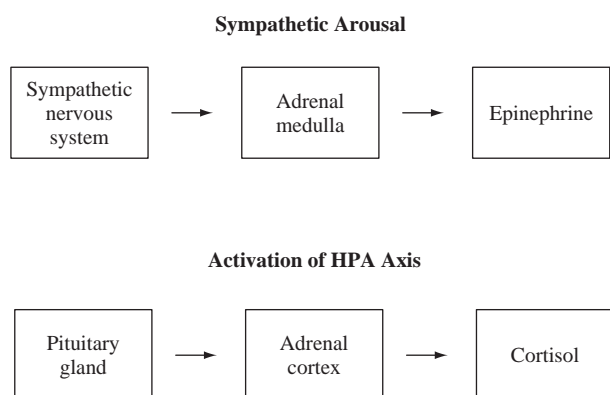 Sympathetic Arousal
Sympathetic
nervous
system
Adrenal
medulla
Epinephrine
Activation of HPA Axis
Pituitary
gland
Adrenal
cortex
Cortisol